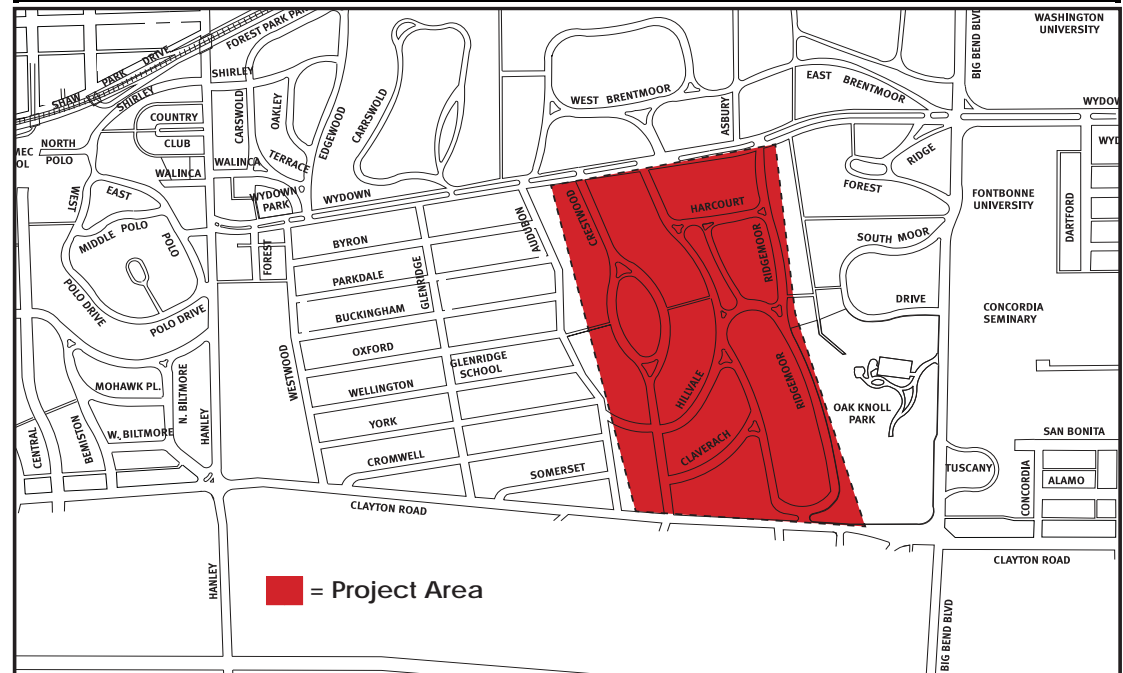 WASHINGTON
UNIVERSITY
BIG BEND BLVD
FOREST PARK
SHAW PARK DRIVE
SHIRLEY
SHIRLEY
COUNTRY
CLUB
CARSWOLD
OAKLEY
EDGEWOOD
CARRSWOLD
WEST BRENTMOOR
ASBURY
EAST BRENTMOOR
NORTH
POLO
WALINCA
WALINCA
TERRACE
WYDOWN
PARK
WYDOWN
RIDGE
FOREST
FONTBONNE
UNIVERSITY
DARTFORD
WEST
EAST
MIDDLE POLO
POLO
POLO DRIVE
POLO DRIVE
FOREST
BYRON
PARKDALE
BUCKINGHAM
OXFORD
WELLINGTON
YORK
CROMWELL
SOMERSET
GLENRIDGE
GLENRIDGE
SCHOOL
AUDUBON
WESTWOOD
CRESTWOOD
HARCOURT
RIDGEMOOR
HILLVALE
RIDGEMOOR
CLAVERACH
SOUTH MOOR
DRIVE
CONCORDIA
SEMINARY
OAK KNOLL
PARK
MOHAWK PL.
N. BILTMORE
HANLEY
W. BILTMORE
CENTRAL
BEMISTON
SAN BONITA
TUSCANY
CONCORDIA
ALAMO
CLAYTON ROAD
CLAYTON ROAD
HANLEY
BIG BEND BLVD
= Project Area